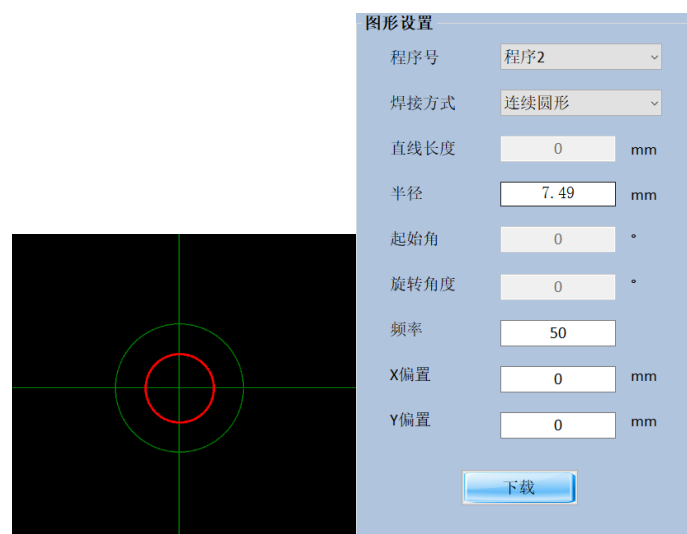 图形设置
程序号 程序2
焊接方式 连续圆形
直线长度 0 mm
半径 7.49 mm
起始角 0 °
旋转角度 0 °
频率 50
X偏置 0 mm
Y偏置 0 mm
下载